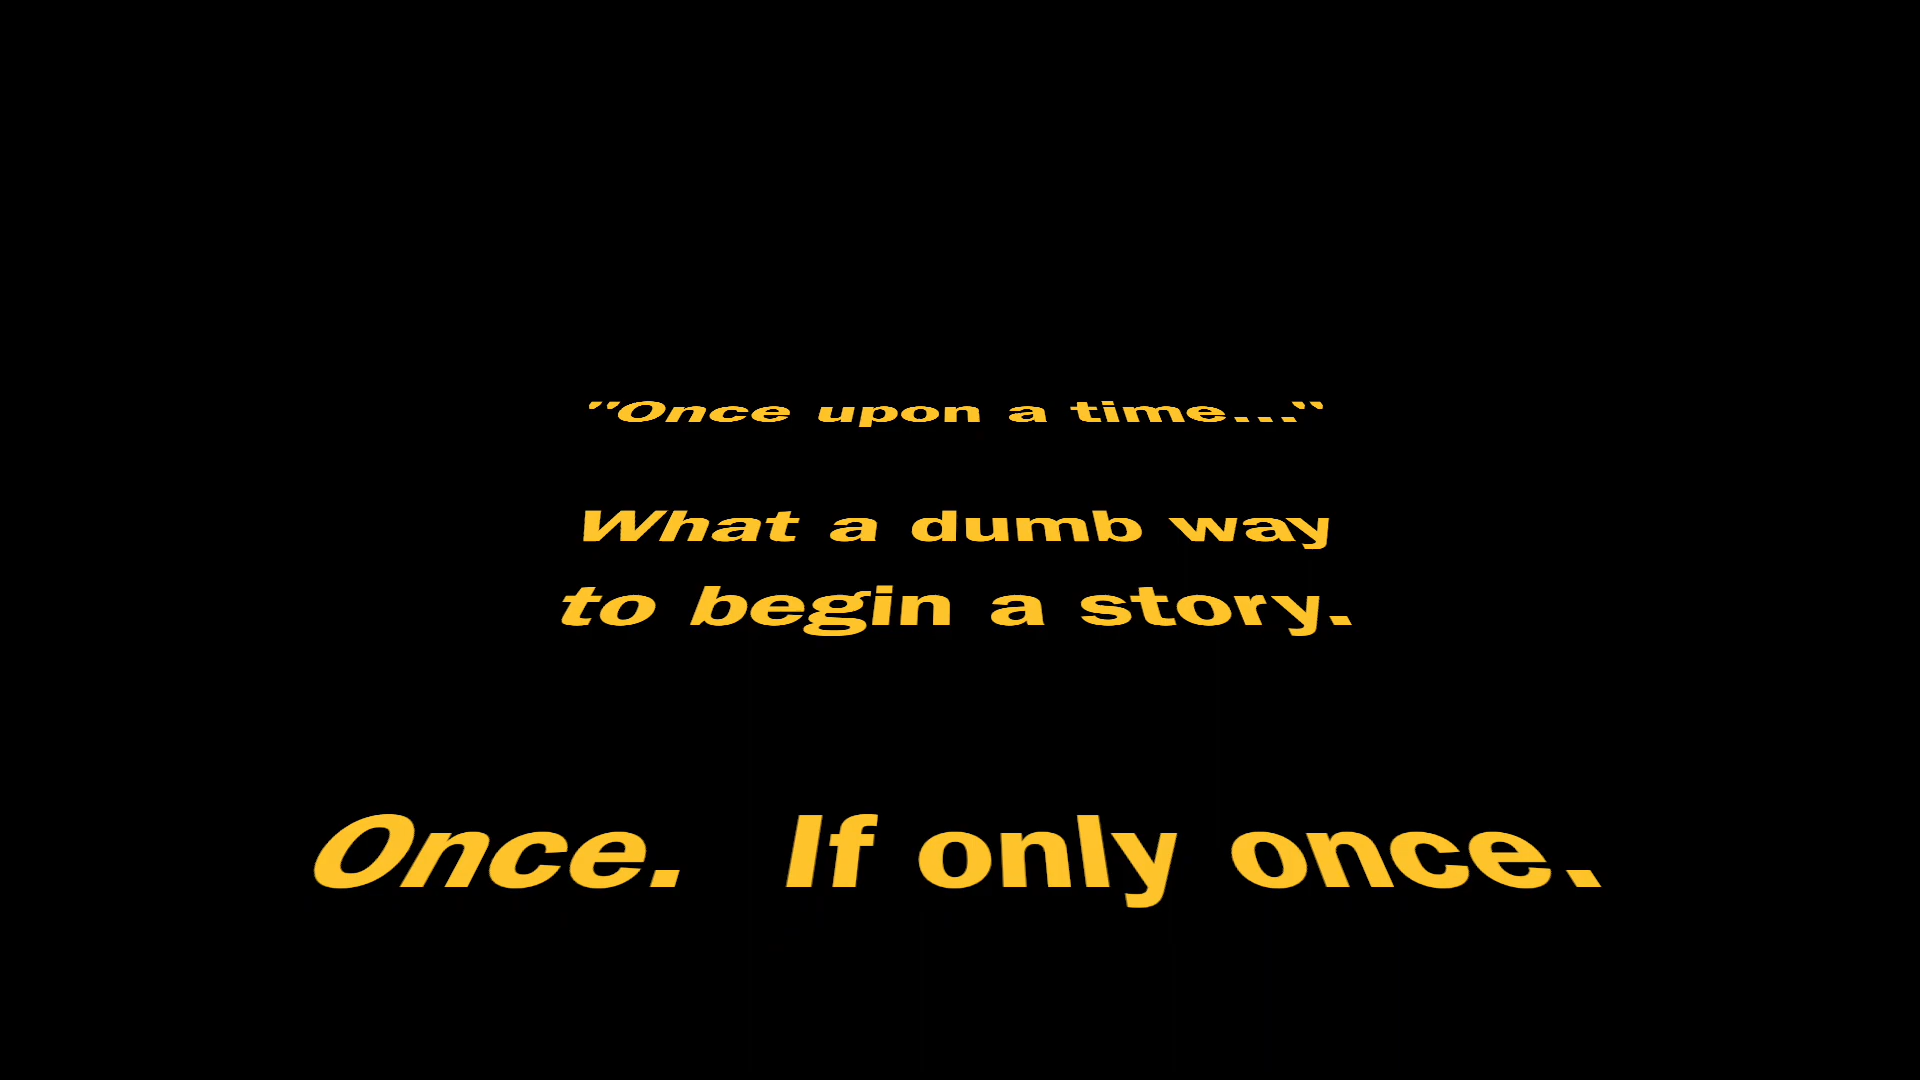 "Once upon a time..."
What a dumb way
to begin a story.
Once.  If only once.